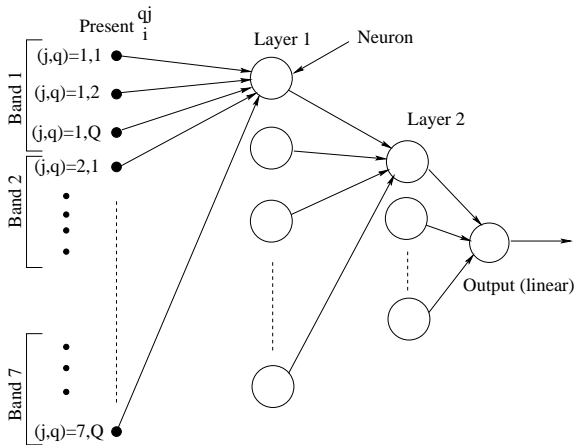 Present qj
i
Layer 1
Neuron
Band 1
(j,q)=1,1
(j,q)=1,2
(j,q)=1,Q
Layer 2
Band 2
(j,q)=2,1
Output (linear)
Band 7
(j,q)=7,Q